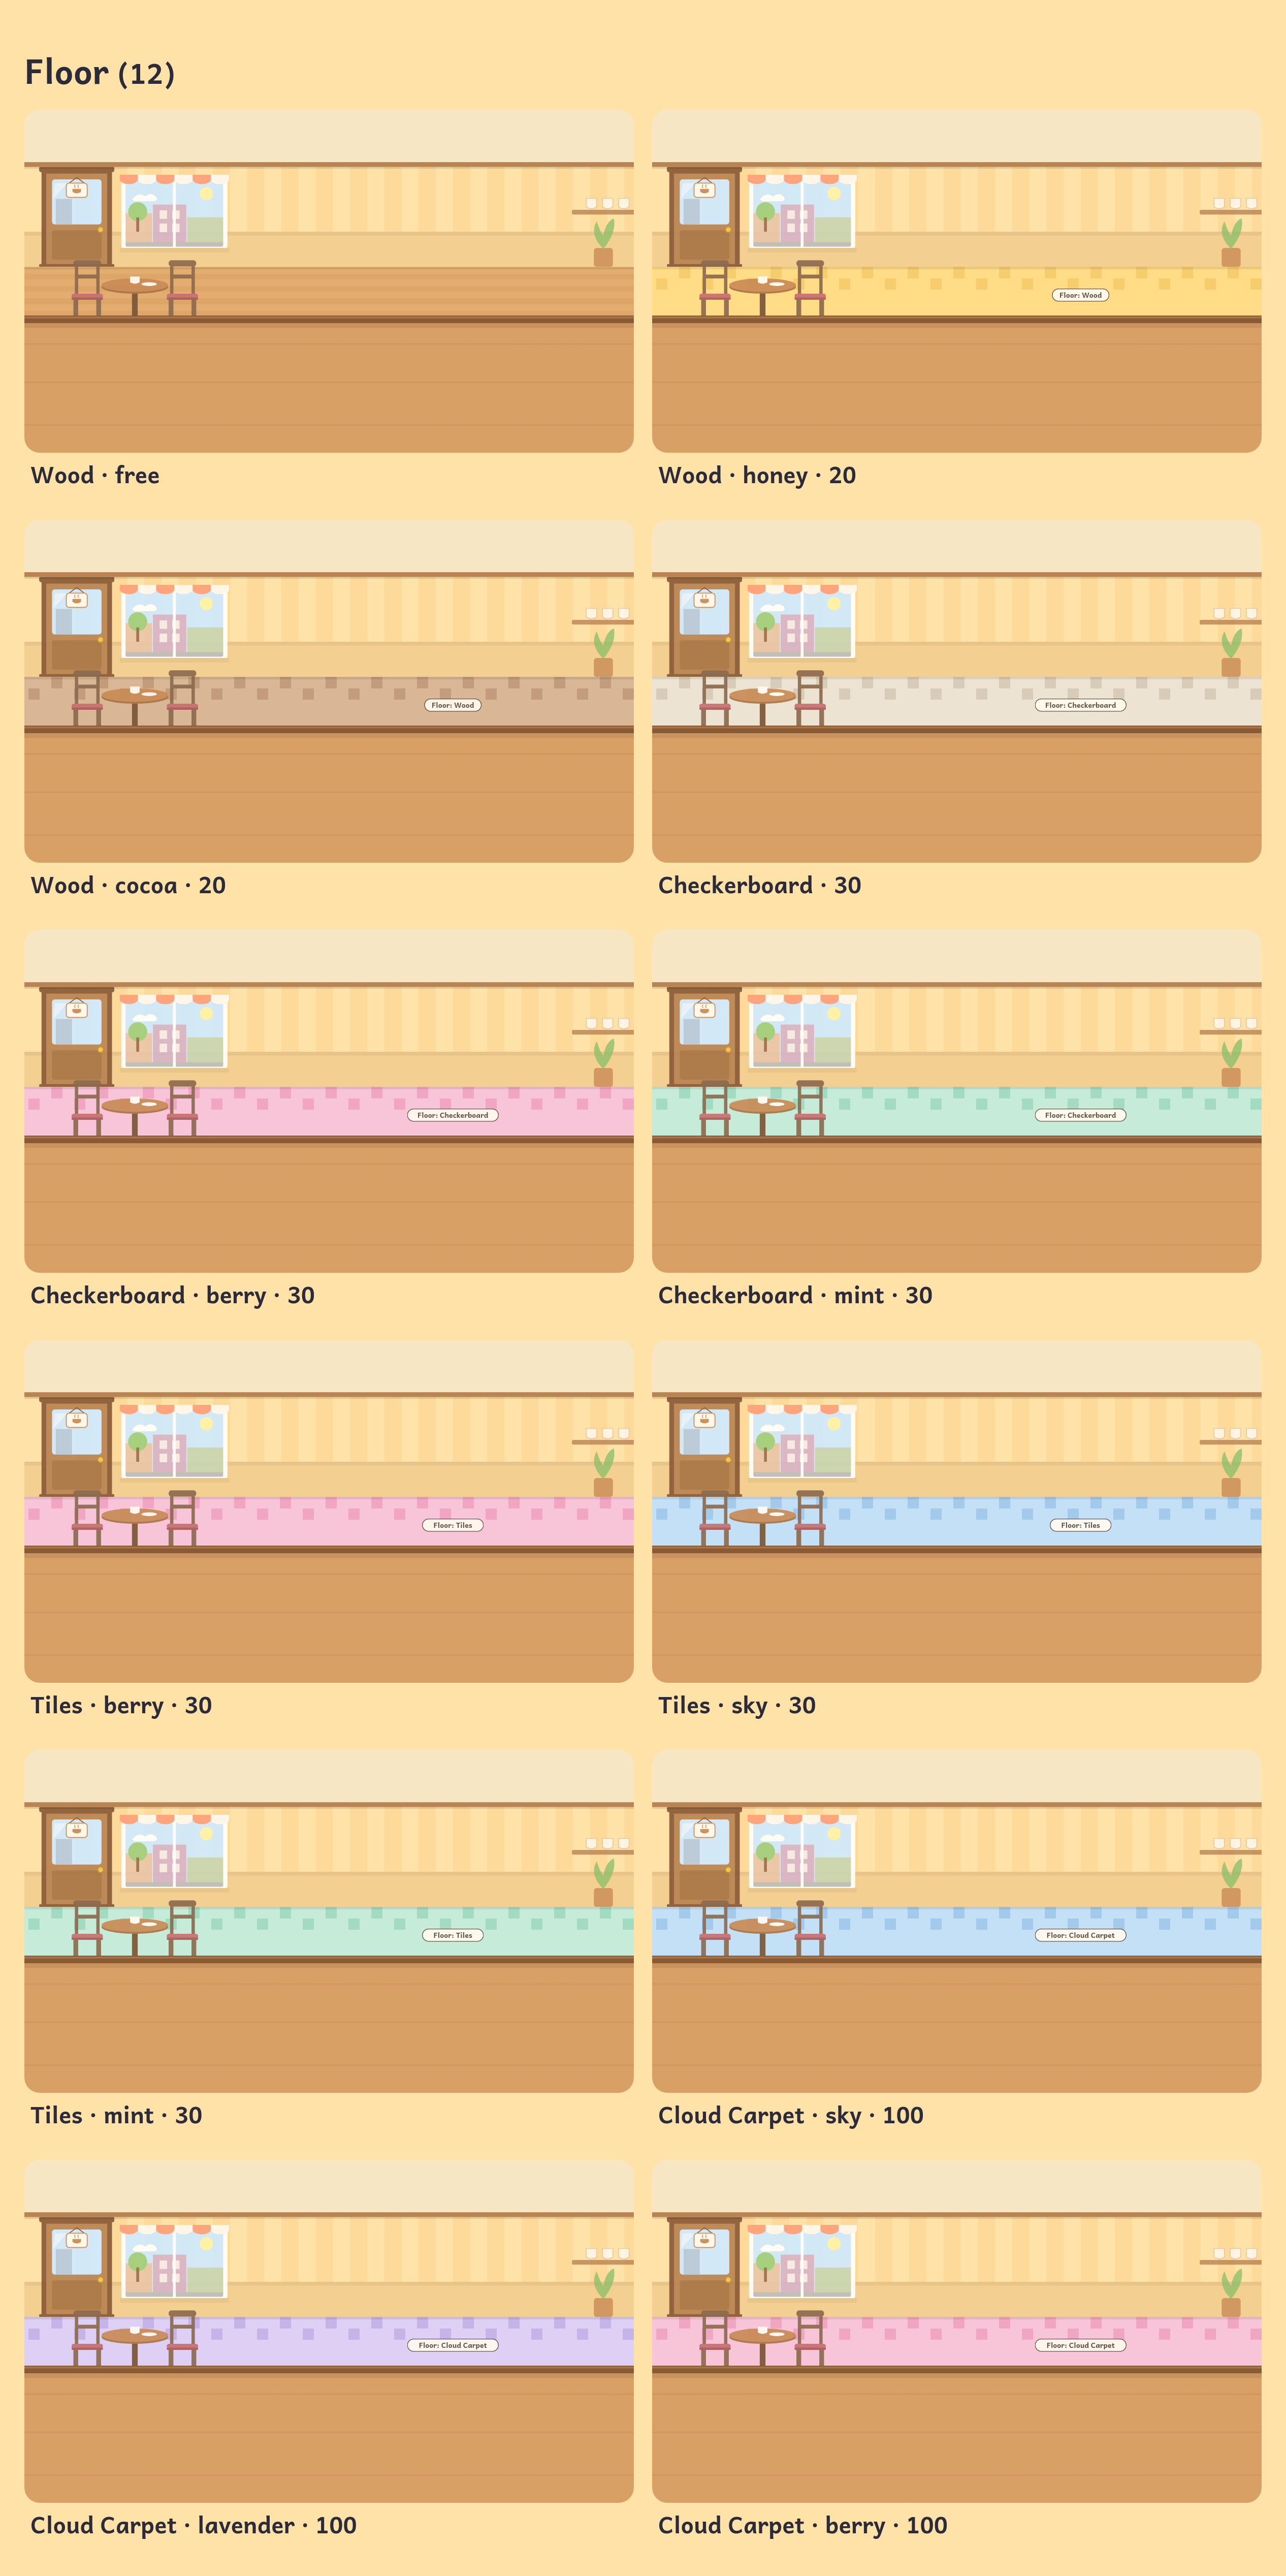 Floor (12)
Wood · free
Floor: Wood
Wood · honey · 20
Floor: Wood
Wood · cocoa · 20
Floor: Checkerboard
Checkerboard · 30
Floor: Checkerboard
Checkerboard · berry · 30
Floor: Checkerboard
Checkerboard · mint · 30
Floor: Tiles
Tiles · berry · 30
Floor: Tiles
Tiles · sky · 30
Floor: Tiles
Tiles · mint · 30
Floor: Cloud Carpet
Cloud Carpet · sky · 100
Floor: Cloud Carpet
Cloud Carpet · lavender · 100
Floor: Cloud Carpet
Cloud Carpet · berry · 100